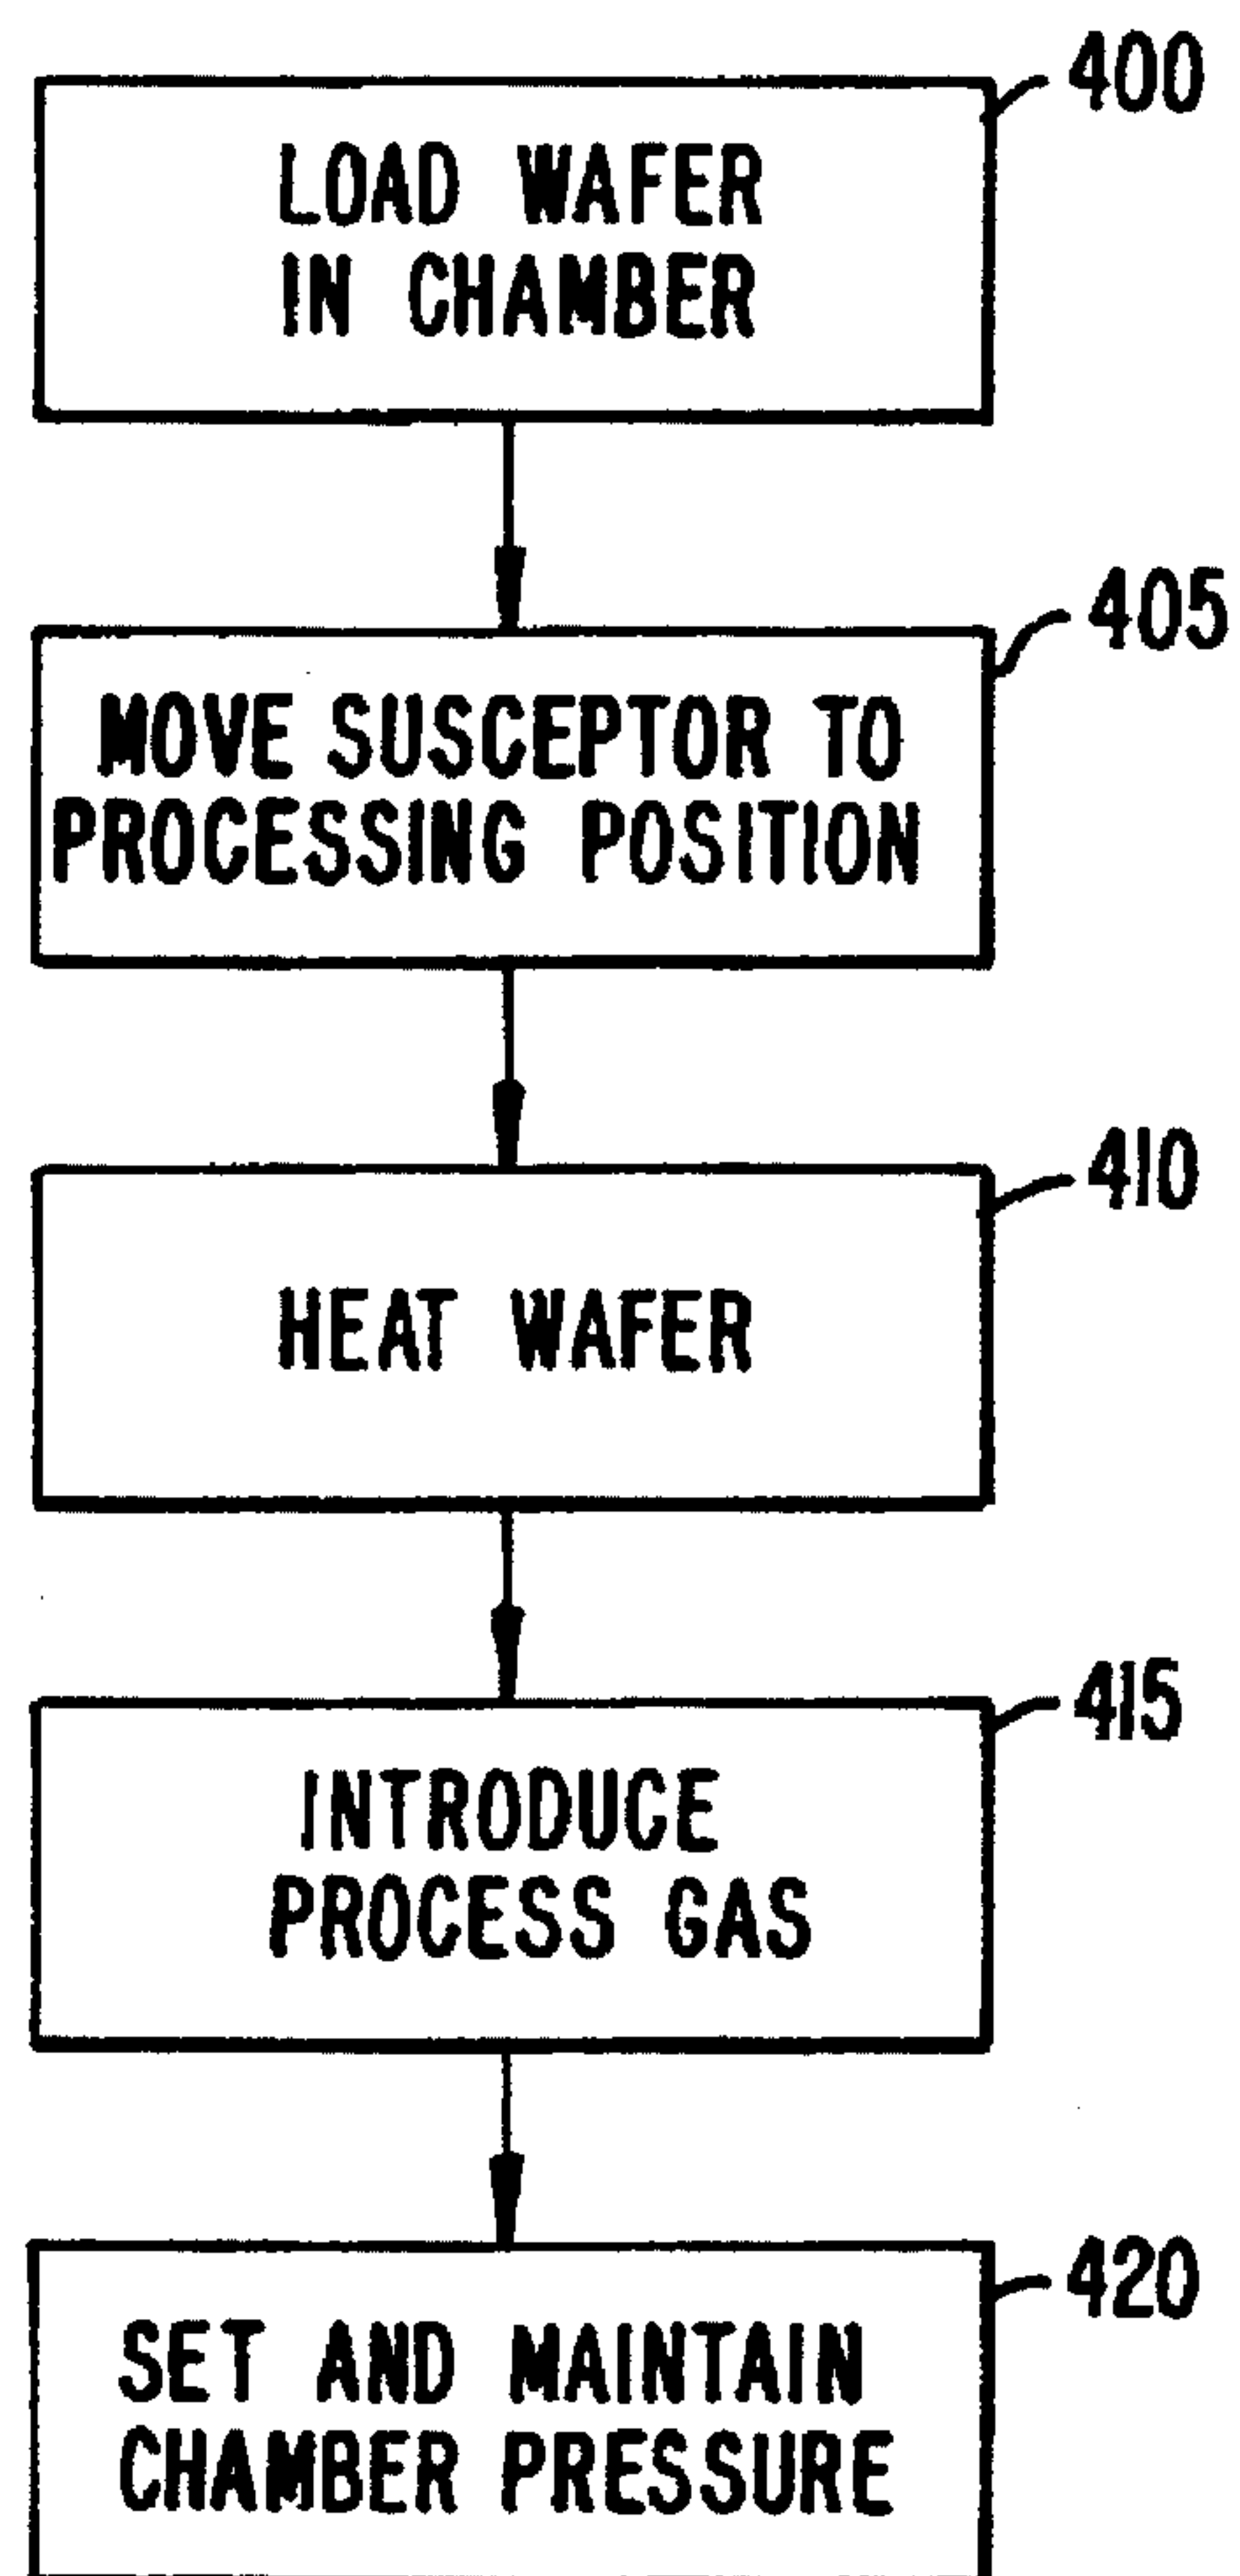 400
LOAD WAFER
IN CHAMBER
405
MOVE SUSCEPTOR TO
PROCESSING POSITION
410
HEAT WAFER
415
INTRODUCE
PROCESS GAS
420
SET AND MAINTAIN
CHAMBER PRESSURE